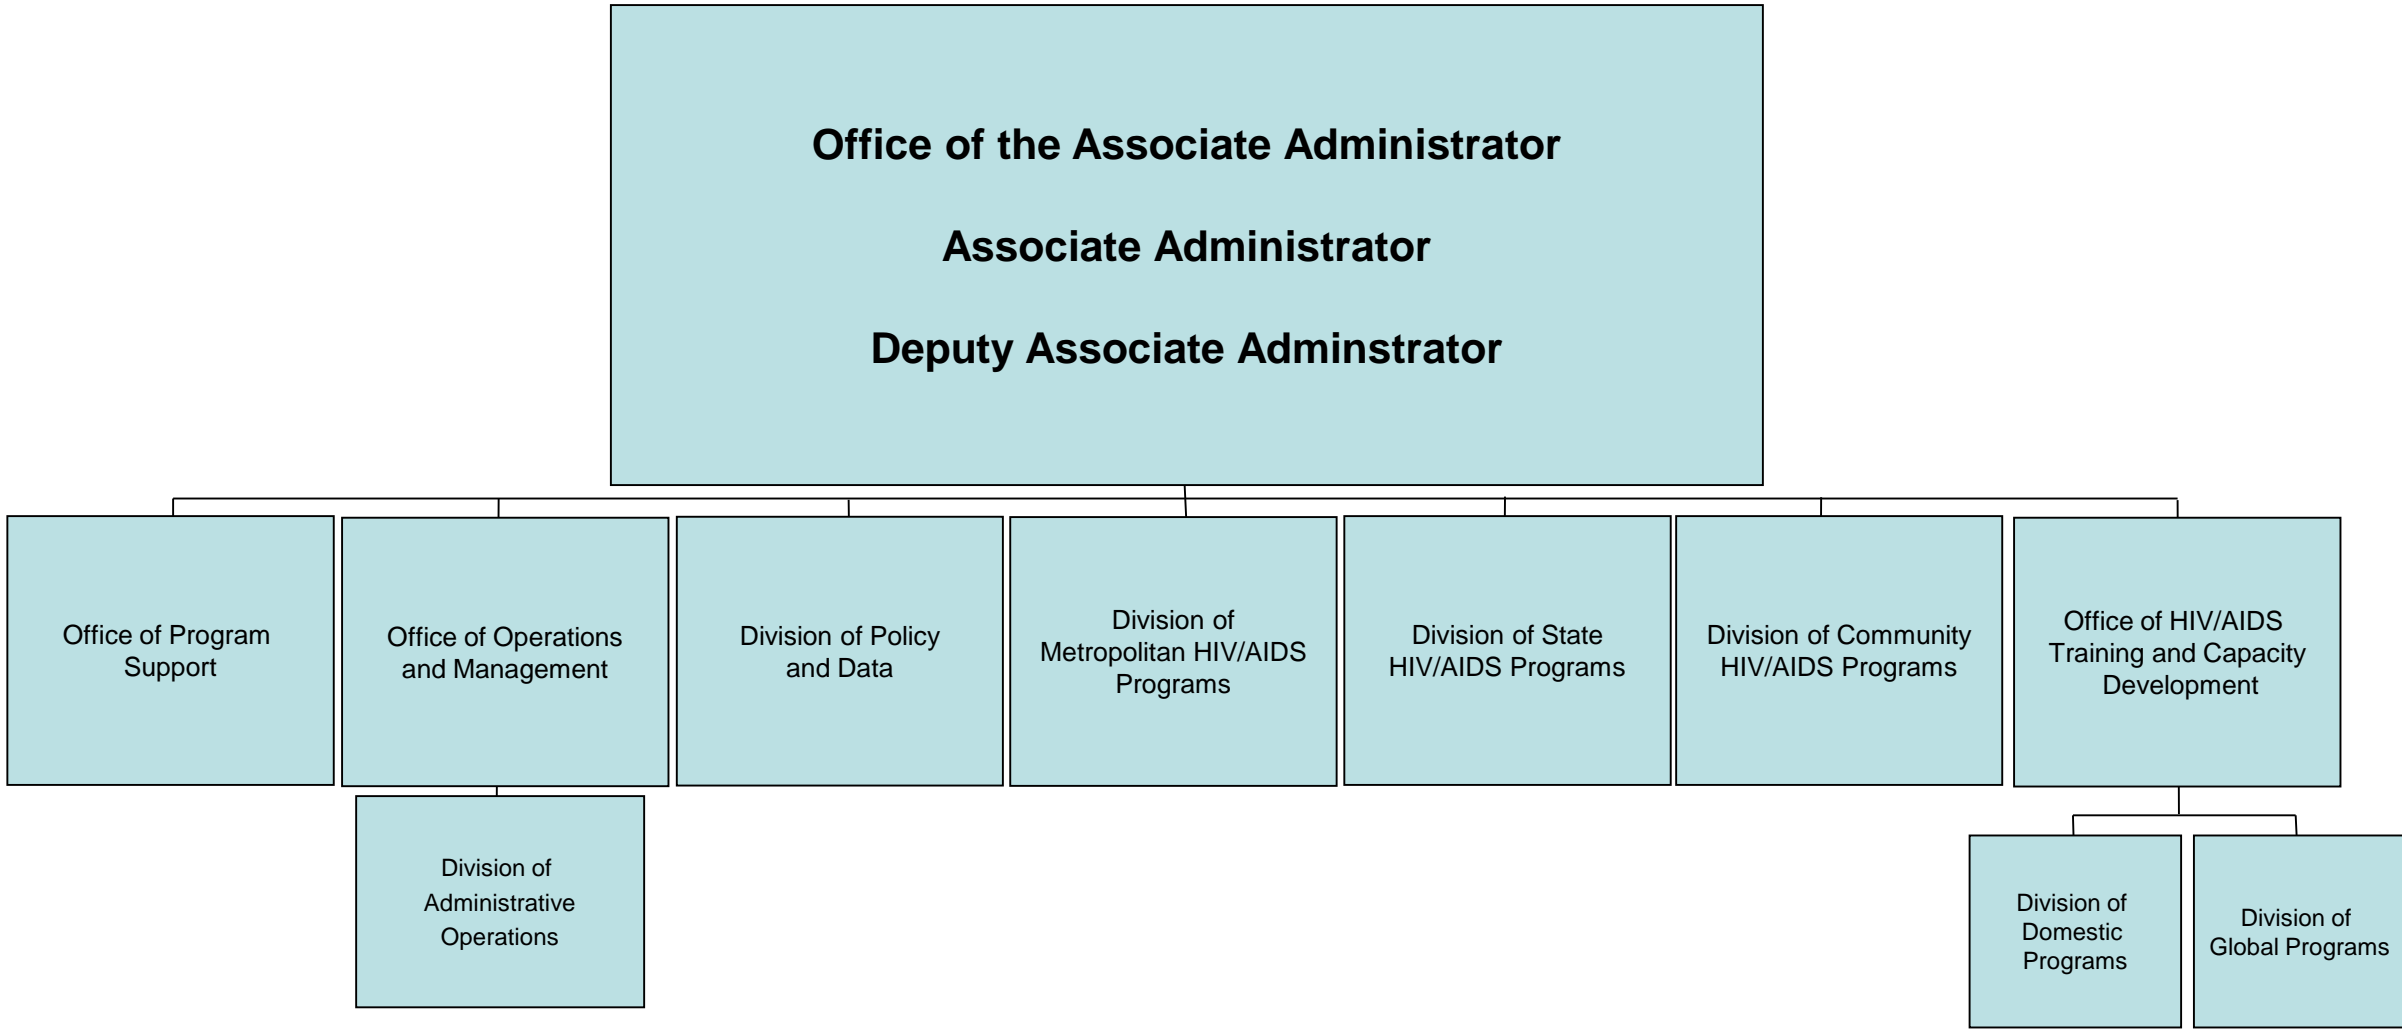 Office of the Associate Administrator
Associate Administrator
Deputy Associate Adminstrator
Office of Program
Support
Office of Operations
and Management
Division of Policy
and Data
Division of
Metropolitan HIV/AIDS
Programs
Division of State
HIV/AIDS Programs
Division of Community
HIV/AIDS Programs
Office of HIV/AIDS
Training and Capacity
Development
Division of
Administrative
Operations
Division of
Domestic
Programs
Division of
Global Programs